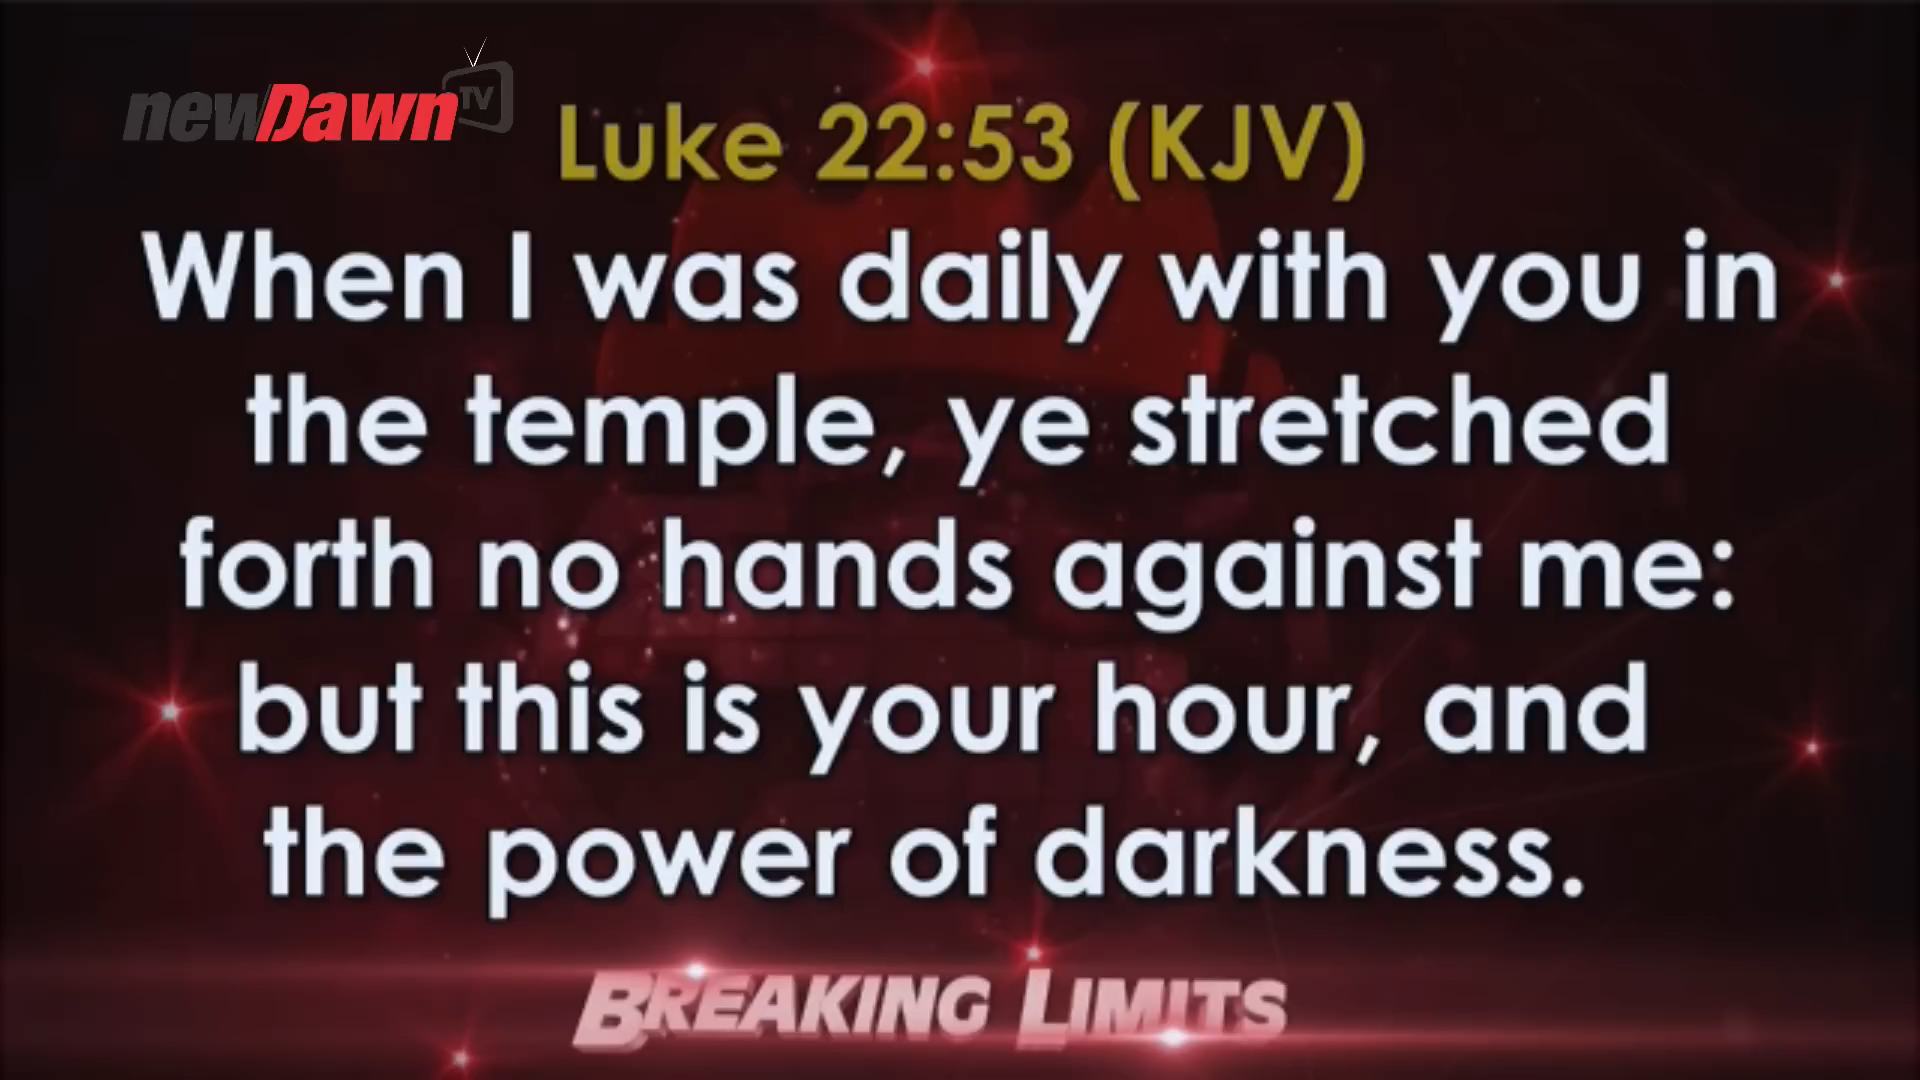 newDawn TV
Luke 22:53 (KJV)
When I was daily with you in
the temple, ye stretched
forth no hands against me:
but this is your hour, and
the power of darkness.
BREAKING LIMITS